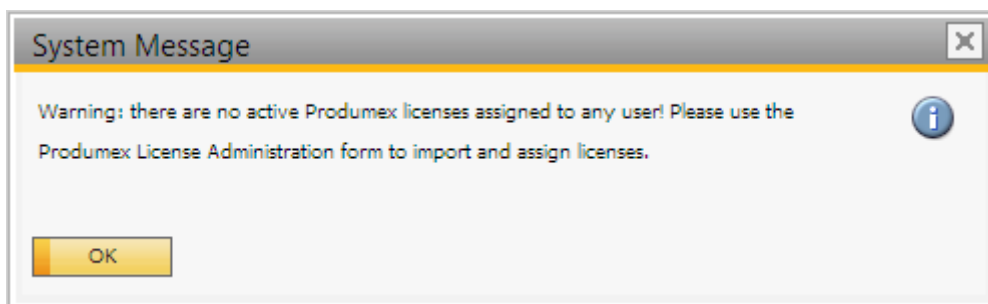 System Message
Warning: there are no active Produmex licenses assigned to any user! Please use the
Produmex License Administration form to import and assign licenses.
OK